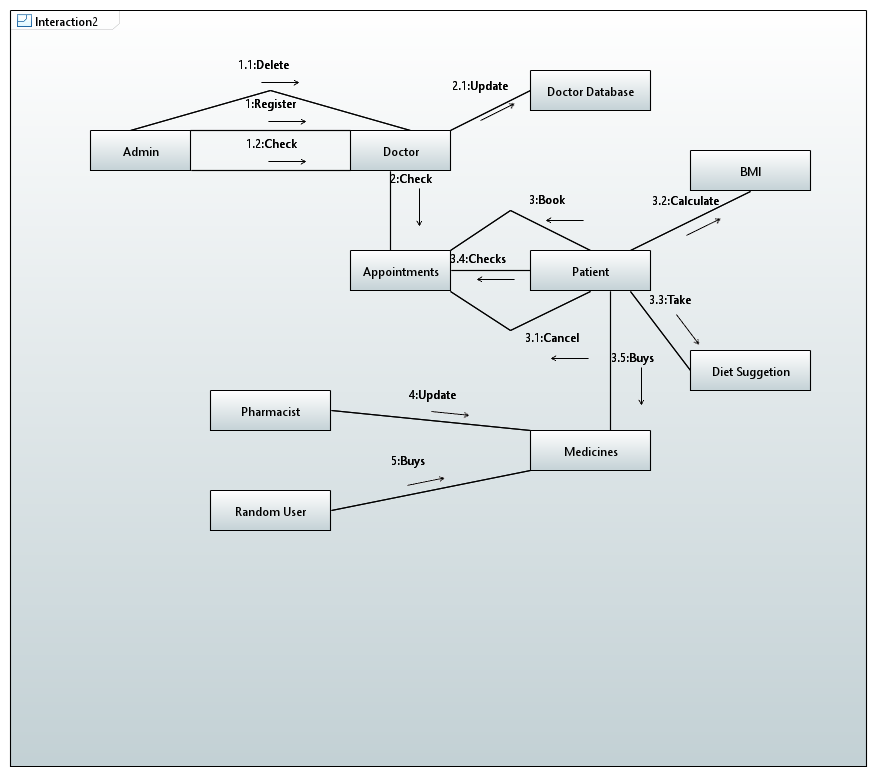 Interaction2
1.1:Delete
2.1:Update
Doctor Database
1:Register
1.2:Check
Admin
Doctor
2:Check
BMI
3:Book
3.2:Calculate
3.4:Checks
Appointments
Patient
3.3:Take
3.1:Cancel
3.5:Buys
Diet Suggetion
4:Update
Pharmacist
Medicines
5:Buys
Random User